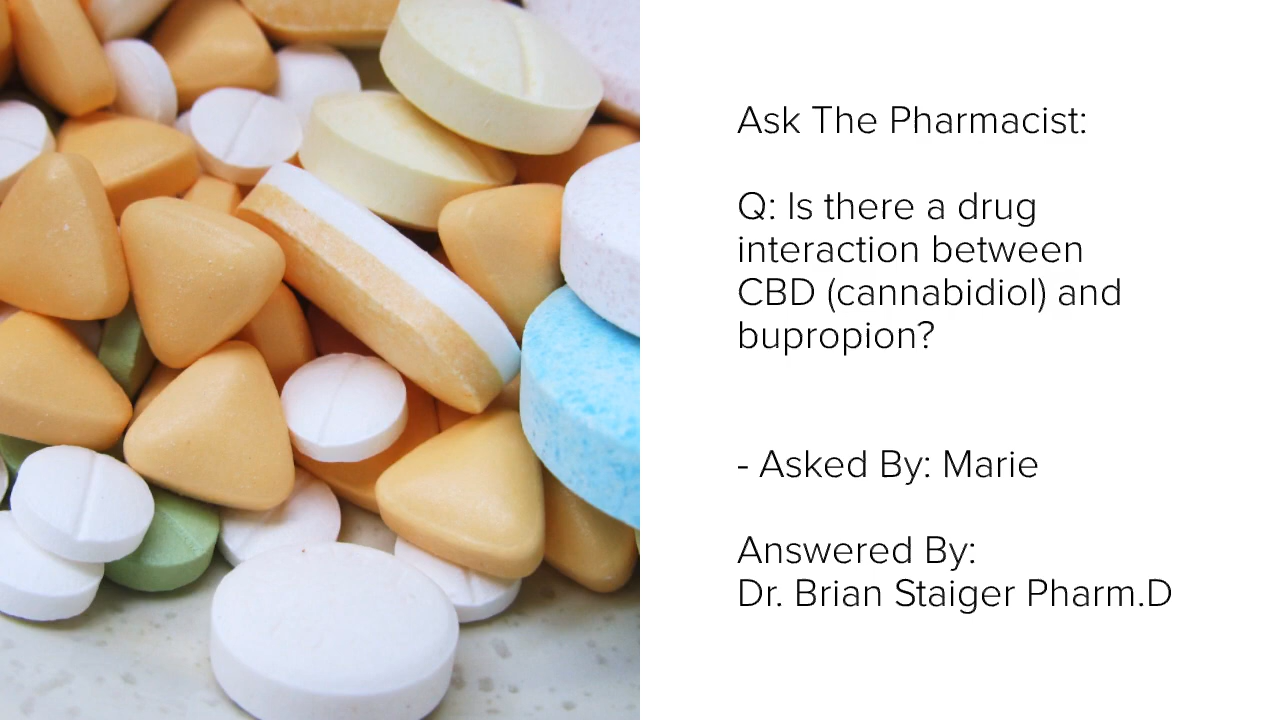 Ask The Pharmacist:
Q: Is there a drug
interaction between
CBD (cannabidiol) and
bupropion?
- Asked By: Marie
Answered By:
Dr. Brian Staiger Pharm.D